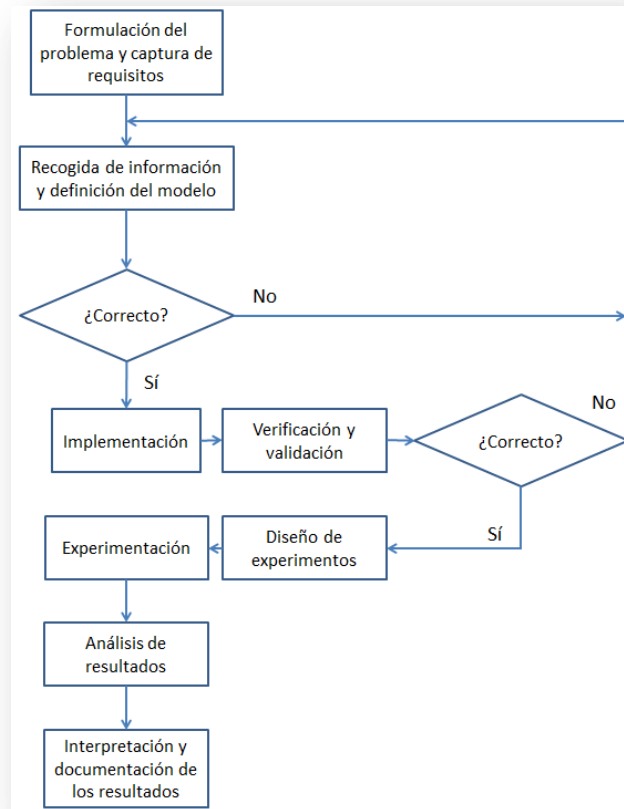 Formulación del
problema y captura de
requisitos
Recogida de información
y definición del modelo
¿Correcto?
No
Sí
Implementación
Verificación y
validación
¿Correcto?
No
Sí
Diseño de
experimentos
Experimentación
Análisis de
resultados
Interpretación y
documentación de
los resultados